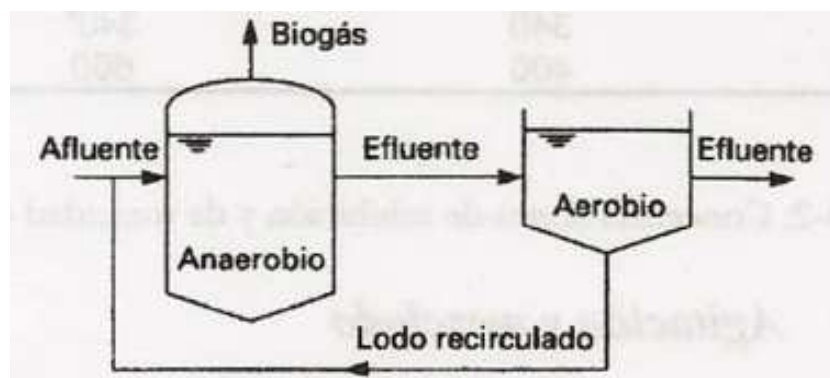 Biogás
Afluente
Efluente
Efluente
Aerobio
Anaerobio
Lodo recirculado